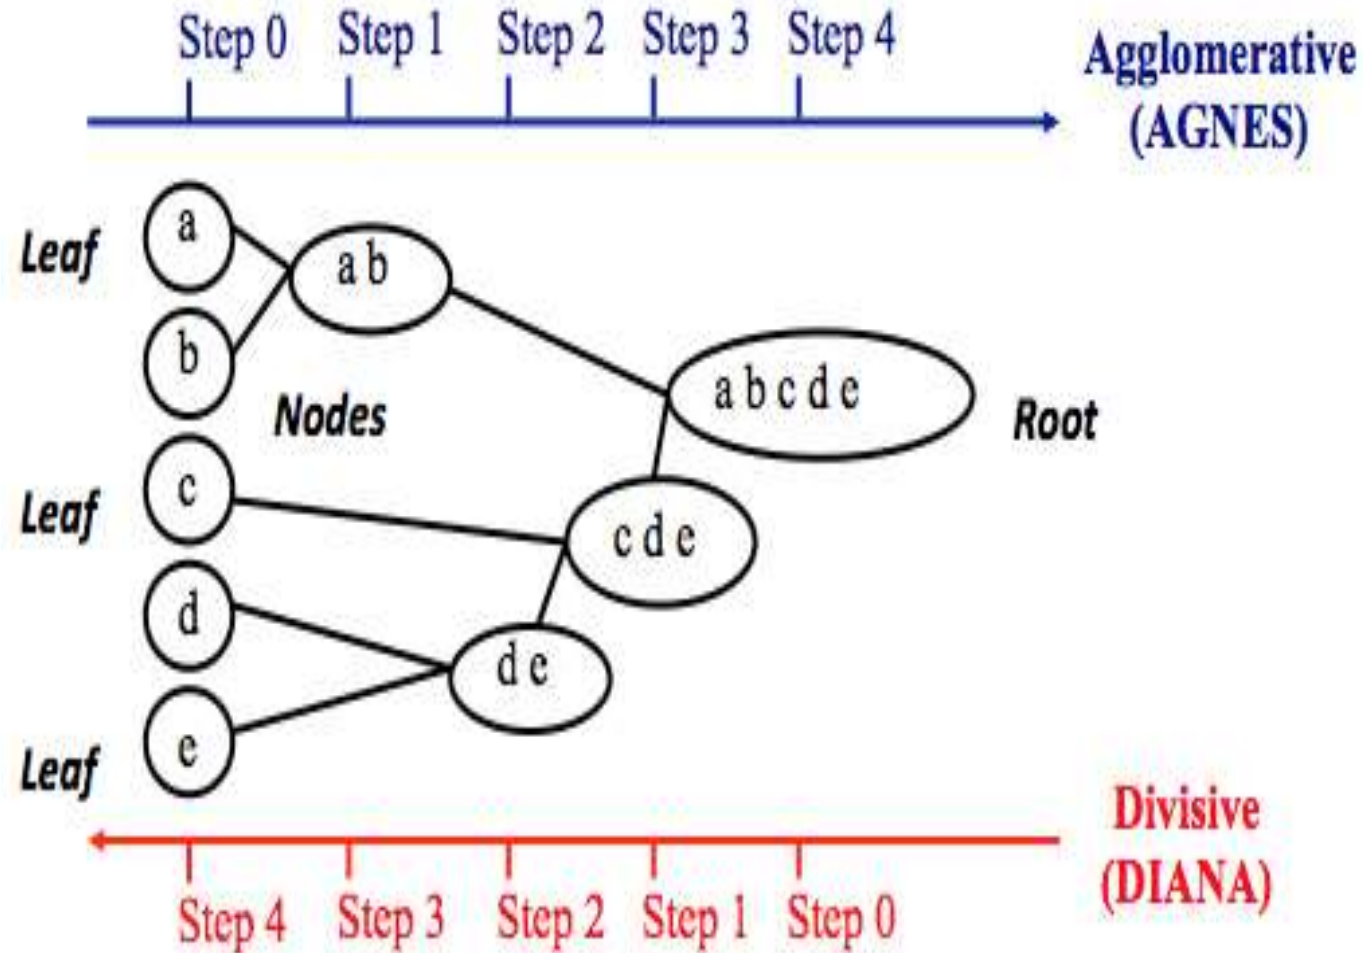 Step 0 Step 1 Step 2 Step 3 Step 4
Agglomerative
(AGNES)
Leaf
a
a b
b
Nodes
a b c d e
Root
Leaf
c
c d e
d
d e
e
Leaf
Divisive
(DIANA)
Step 4 Step 3 Step 2 Step 1 Step 0